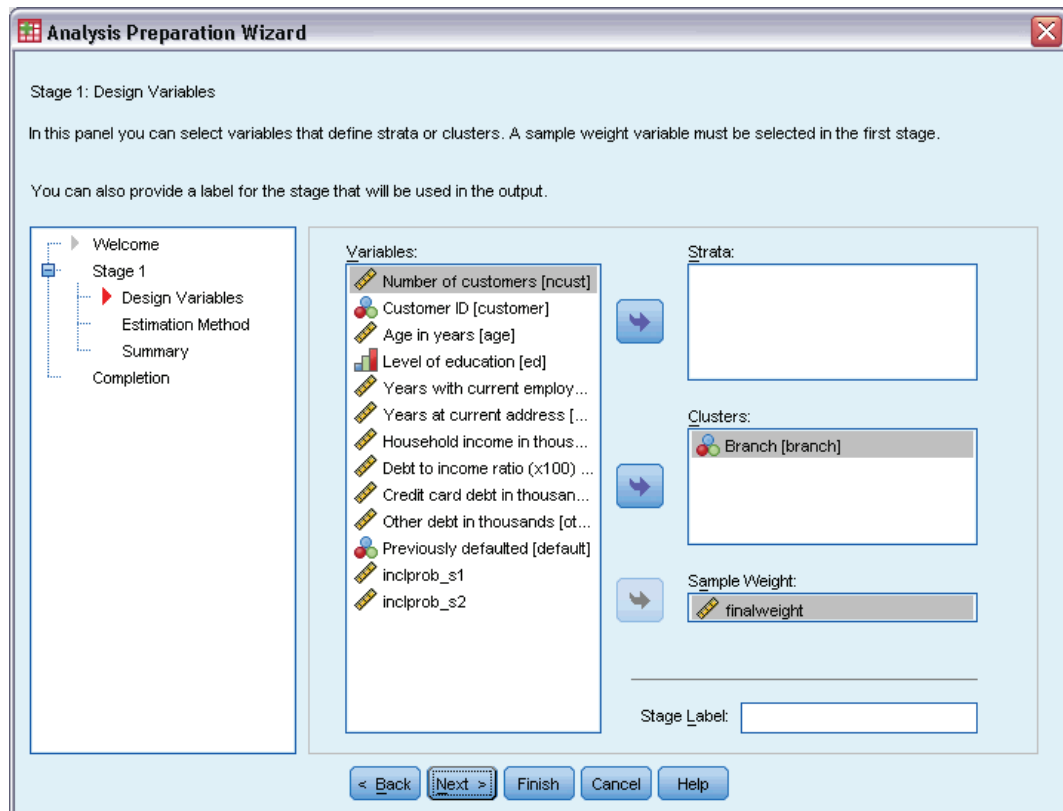 Analysis Preparation Wizard
Stage 1: Design Variables
In this panel you can select variables that define strata or clusters. A sample weight variable must be selected in the first stage.
You can also provide a label for the stage that will be used in the output.
Welcome
Stage 1
Design Variables
Estimation Method
Summary
Completion
Variables:
Number of customers [ncust]
Customer ID [customer]
Age in years [age]
Level of education [ed]
Years with current employ...
Years at current address [...
Household income in thous...
Debt to income ratio (x100) ...
Credit card debt in thousan...
Other debt in thousands [ot...
Previously defaulted [default]
inclprob_s1
inclprob_s2
Strata:
Clusters:
Branch [branch]
Sample Weight:
finalweight
Stage Label:
< Back
Next >
Finish
Cancel
Help